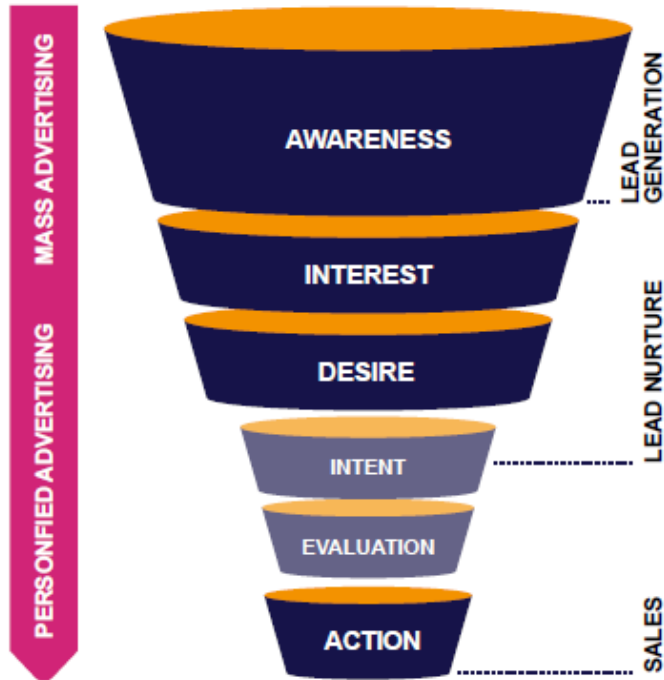 MASS ADVERTISING
PERSONFIED ADVERTISING
AWARENESS
INTEREST
DESIRE
INTENT
EVALUATION
ACTION
LEAD
GENERATION
LEAD NURTURE
SALES